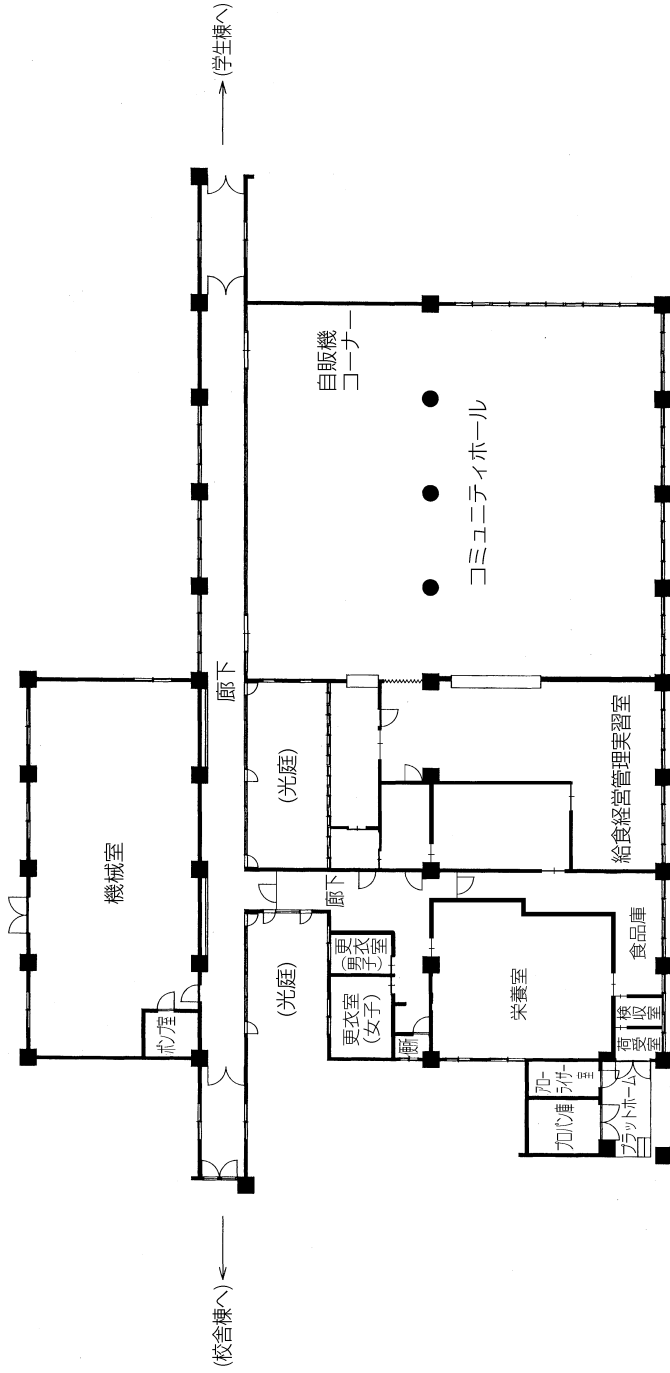 (学生棟へ)
自販機
コーナー
コミュニティホール
廊下
(光庭)
給食経営管理実習室
機械室
ポンプ室
廊下
(光庭)
更衣室
(男子)
更衣室
(女子)
便所
栄養室
食品庫
検収室
荷受室
アロー
ライザー室
プロパン庫
プラットホーム
(校舎棟へ)